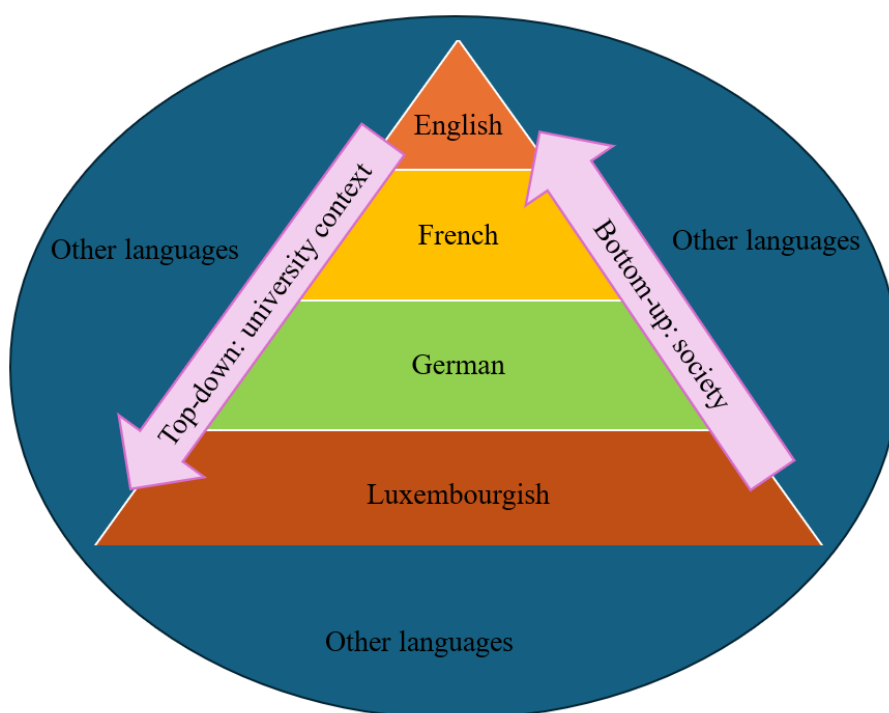 English
French
German
Luxembourgish
Top-down: university context
Bottom-up: society
Other languages
Other languages
Other languages